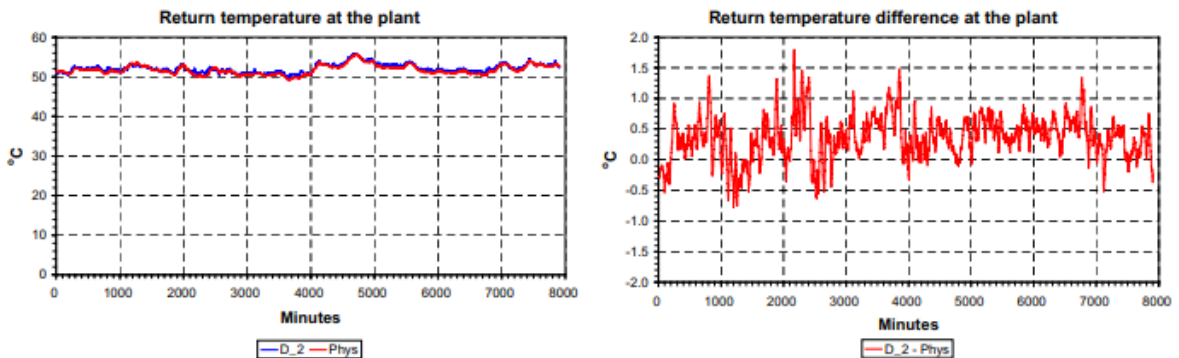 Return temperature at the plant
60
50
40
30
20
10
0
°C
0 1000 2000 3000 4000 5000 6000 7000 8000
Minutes
D_2 Phys
Return temperature difference at the plant
2.0
1.5
1.0
0.5
0.0
-0.5
-1.0
-1.5
-2.0
°C
0 1000 2000 3000 4000 5000 6000 7000 8000
Minutes
D_2 - Phys